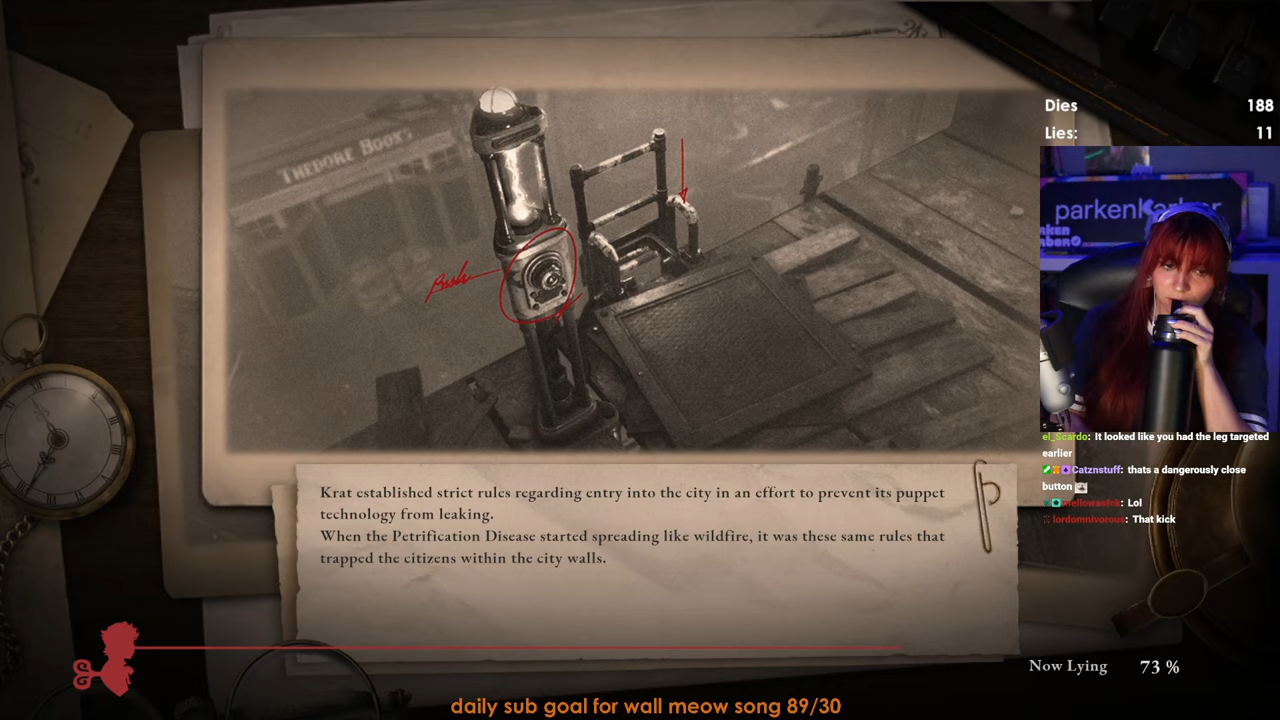 THEDORE BOOK'S
Push
Krat established strict rules regarding entry into the city in an effort to prevent its puppet
technology from leaking.
When the Petrification Disease started spreading like wildfire, it was these same rules that
trapped the citizens within the city walls.
Now Lying 73 %
daily sub goal for wall meow song 89/30
Dies 188
Lies: 11
el_Scardo: It looked like you had the leg targeted
earlier
Catznstuff: thats a dangerously close
button
: Lol
lordomnivorous: That kick